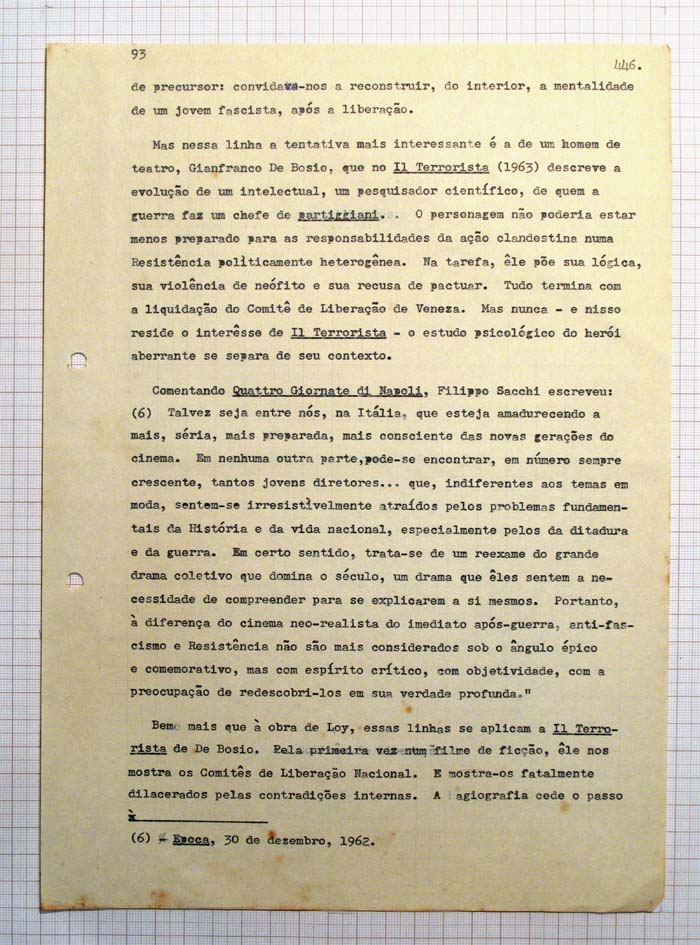 93
446.
de precursor: convidava-nos a reconstruir, do interior, a mentalidade
de um jovem fascista, após a liberação.
Mas nessa linha a tentativa mais interessante é a de um homem de
teatro, Gianfranco De Bosio, que no Il Terrorista (1963) descreve a
evolução de um intelectual, um pesquisador científico, de quem a
guerra faz um chefe de partiggiani. O personagem não poderia estar
menos preparado para as responsabilidades da ação clandestina numa
Resistência politicamente heterogênea. Na tarefa, êle põe sua lógica,
sua violência de neófito e sua recusa de pactuar. Tudo termina com
a liquidação do Comitê de Liberação de Veneza. Mas nunca - e nisso
reside o interêsse de Il Terrorista - o estudo psicológico do herói
aberrante se separa de seu contexto.
Comentando Quattro Giornate di Napoli, Filippo Sacchi escreveu:
(6) Talvez seja entre nós, na Itália, que esteja amadurecendo a
mais, séria, mais preparada, mais consciente das novas gerações do
cinema. Em nenhuma outra parte,pode-se encontrar, em número sempre
crescente, tantos jovens diretores... que, indiferentes aos temas em
moda, sentem-se irresistìvelmente atraídos pelos problemas fundamen-
tais da História e da vida nacional, especialmente pelos da ditadura
e da guerra. Em certo sentido, trata-se de um reexame do grande
drama coletivo que domina o século, um drama que êles sentem a ne-
cessidade de compreender para se explicarem a si mesmos. Portanto,
à diferença do cinema neo-realista do imediato após-guerra, anti-fas-
cismo e Resistência não são mais considerados sob o ângulo épico
e comemorativo, mas com espírito crítico, com objetividade, com a
preocupação de redescobri-los em sua verdade profunda."
Bem mais que à obra de Loy, essas linhas se aplicam a Il Terro-
rista de De Bosio. Pela primeira vez num filme de ficção, êle nos
mostra os Comitês de Liberação Nacional. E mostra-os fatalmente
dilacerados pelas contradições internas. A agiografia cede o passo
(6) Epoca, 30 de dezembro, 1962.